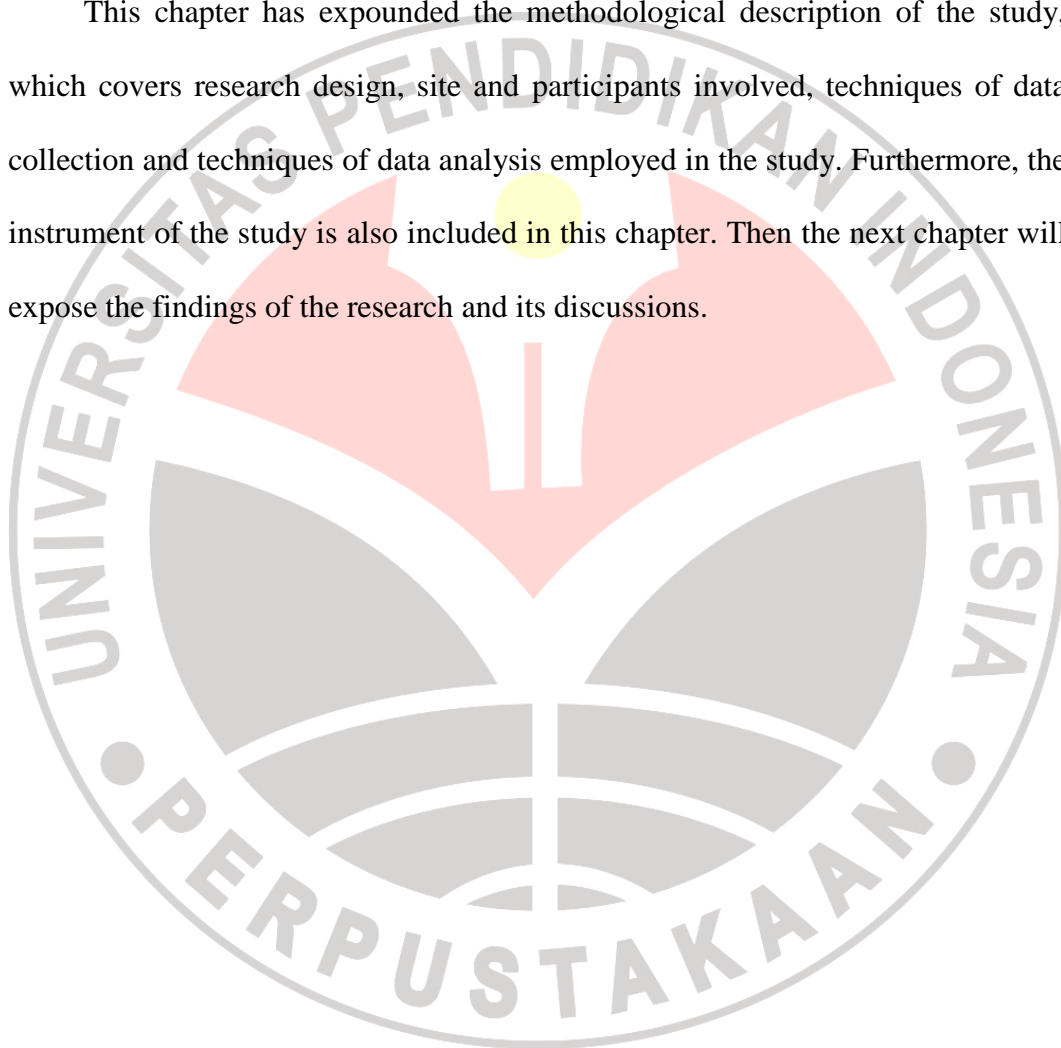 This chapter has expounded the methodological description of the study,
which covers research design, site and participants involved, techniques of data
collection and techniques of data analysis employed in the study. Furthermore, the
instrument of the study is also included in this chapter. Then the next chapter will
expose the findings of the research and its discussions.
UNIVERSITAS PENDIDIKAN INDONESIA
PERPUSTAKAAN